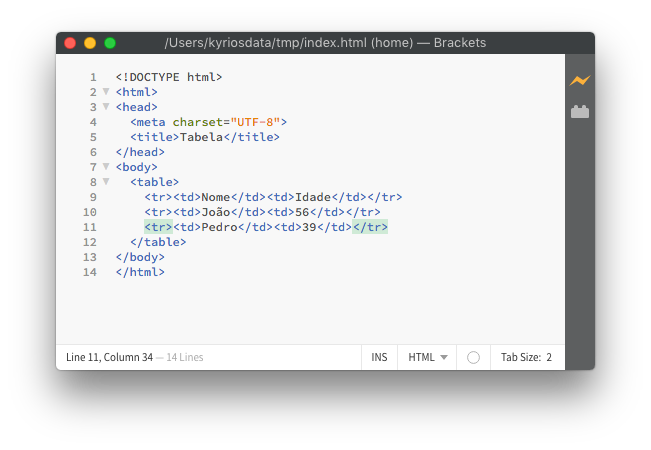 /Users/kyriosdata/tmp/index.html (home) — Brackets
1 <!DOCTYPE html>
2 <html>
3 <head>
4 <meta charset="UTF-8">
5 <title>Tabela</title>
6 </head>
7 <body>
8 <table>
9 <tr><td>Nome</td><td>Idade</td></tr>
10 <tr><td>João</td><td>56</td></tr>
11 <tr><td>Pedro</td><td>39</td></tr>
12 </table>
13 </body>
14 </html>
Line 11, Column 34 — 14 Lines INS HTML Tab Size: 2